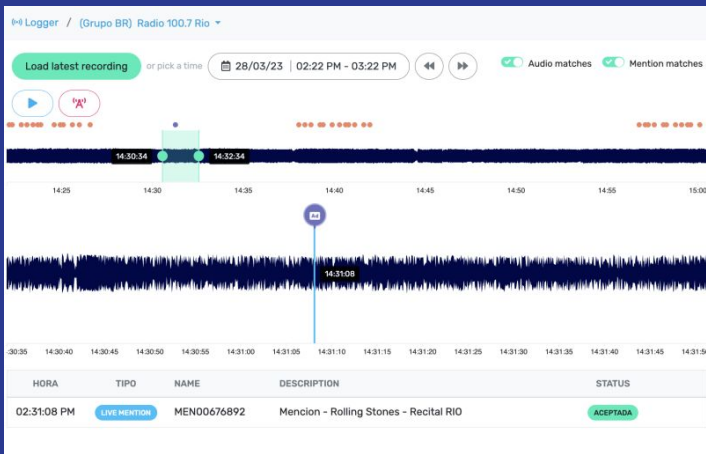 Logger / (Grupo BR) Radio 100.7 Rio
Load latest recording or pick a time 28/03/23 02:22 PM - 03:22 PM Audio matches Mention matches
14:30:34 14:32:34
14:25 14:30 14:35 14:40 14:45 14:50 14:55 15:00
Ad
14:31:08
:30:35 14:30:40 14:30:45 14:30:50 14:30:55 14:31:00 14:31:05 14:31:10 14:31:15 14:31:20 14:31:25 14:31:30 14:31:35 14:31:40 14:31:45 14:31:5
HORA TIPO NAME DESCRIPTION STATUS
02:31:08 PM LIVE MENTION MEN00676892 Mencion - Rolling Stones - Recital RIO ACEPTADA